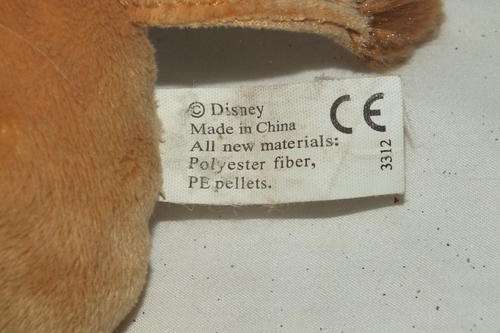 © Disney
Made in China
All new materials:
Polyester fiber,
PE pellets.
CE
3312